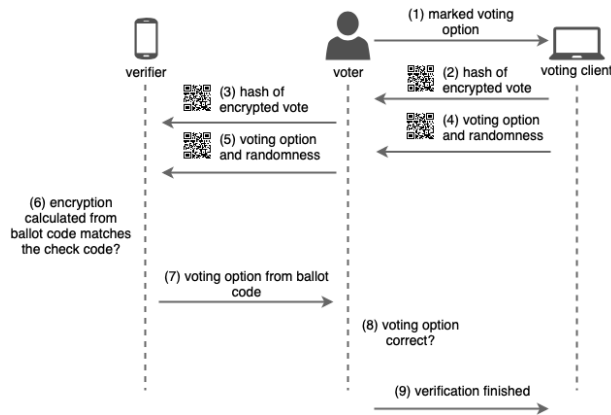 (1) marked voting
option
verifier
voter
voting client
(2) hash of
encrypted vote
(3) hash of
encrypted vote
(4) voting option
and randomness
(5) voting option
and randomness
(6) encryption
calculated from
ballot code matches
the check code?
(7) voting option from ballot
code
(8) voting option
correct?
(9) verification finished